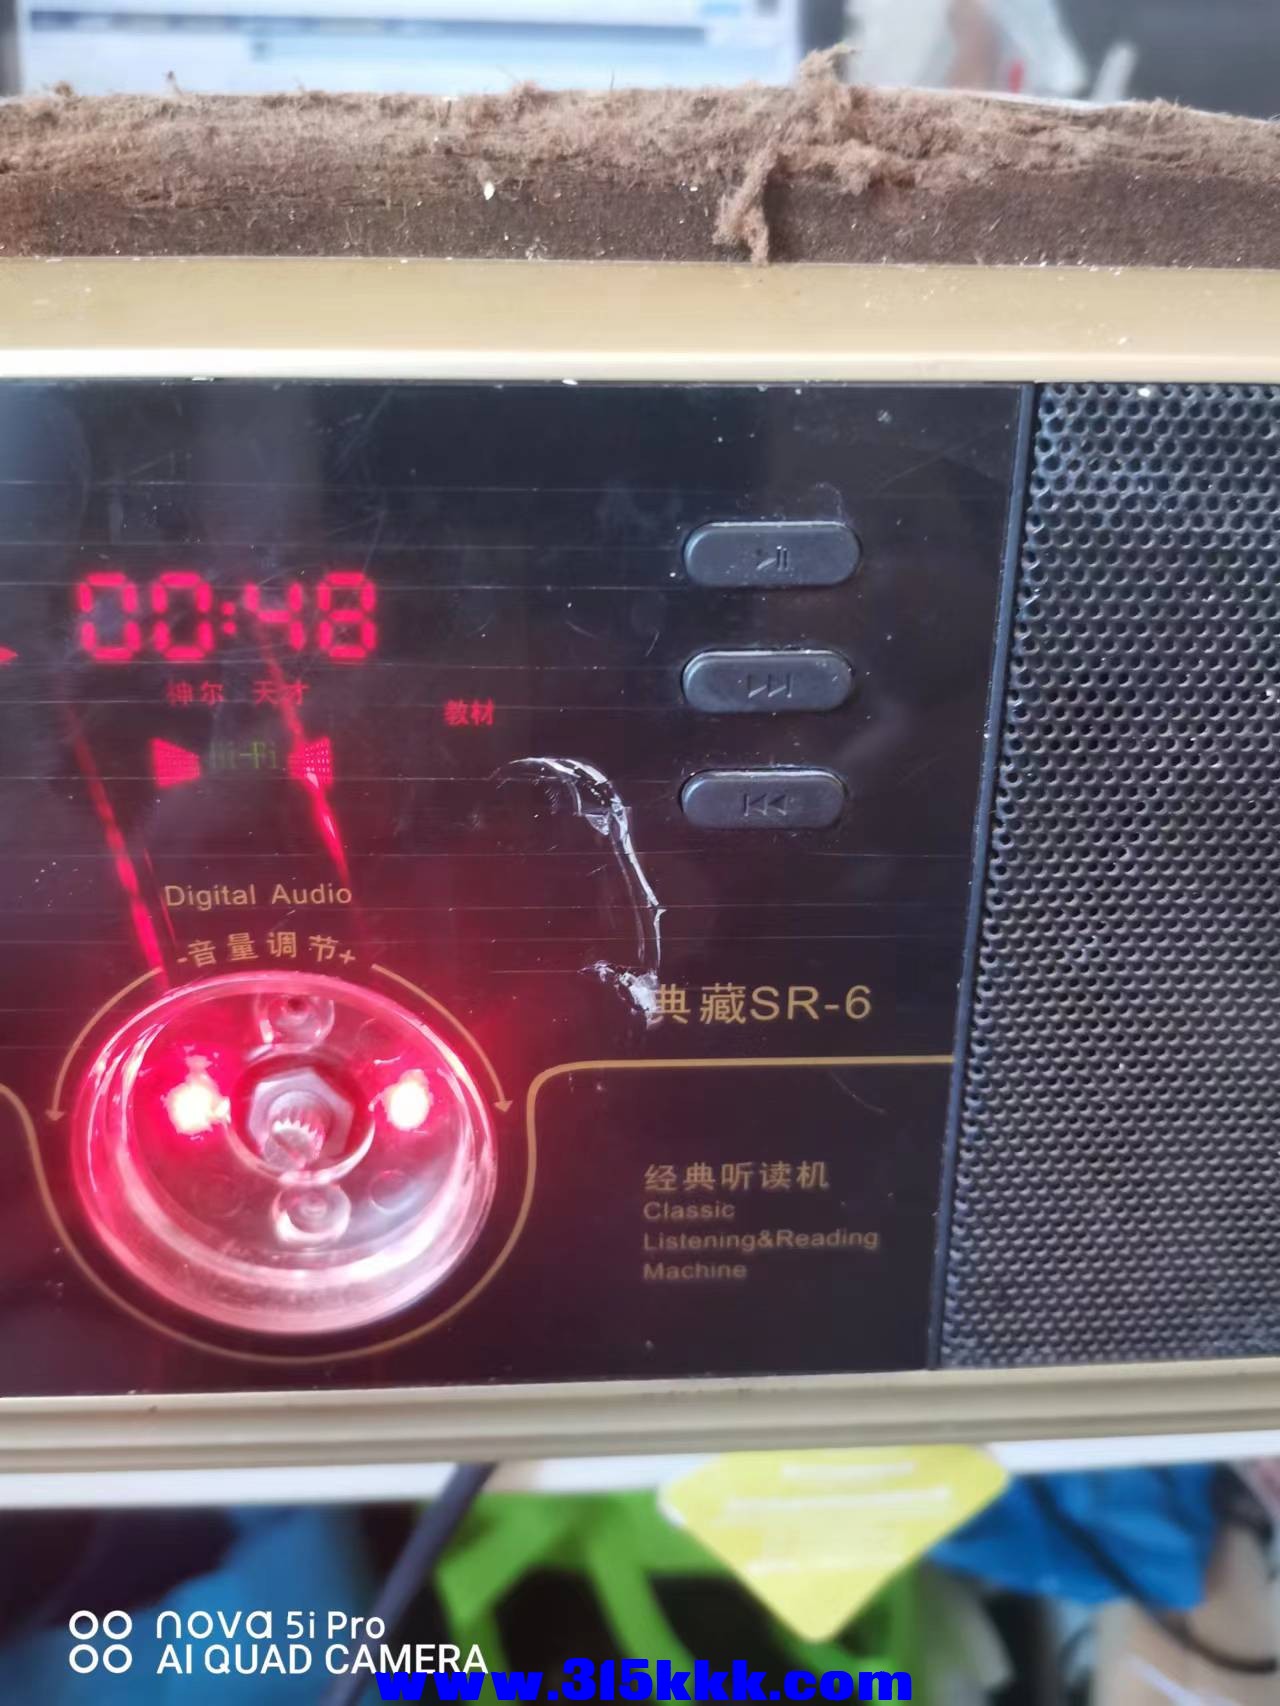 00:48
神尔 天才
教材
Hi-Fi
Digital Audio
-音量调节+
典藏SR-6
经典听读机
Classic
Listening&Reading
Machine
nova 5i Pro
AI QUAD CAMERA
www.315kkk.com